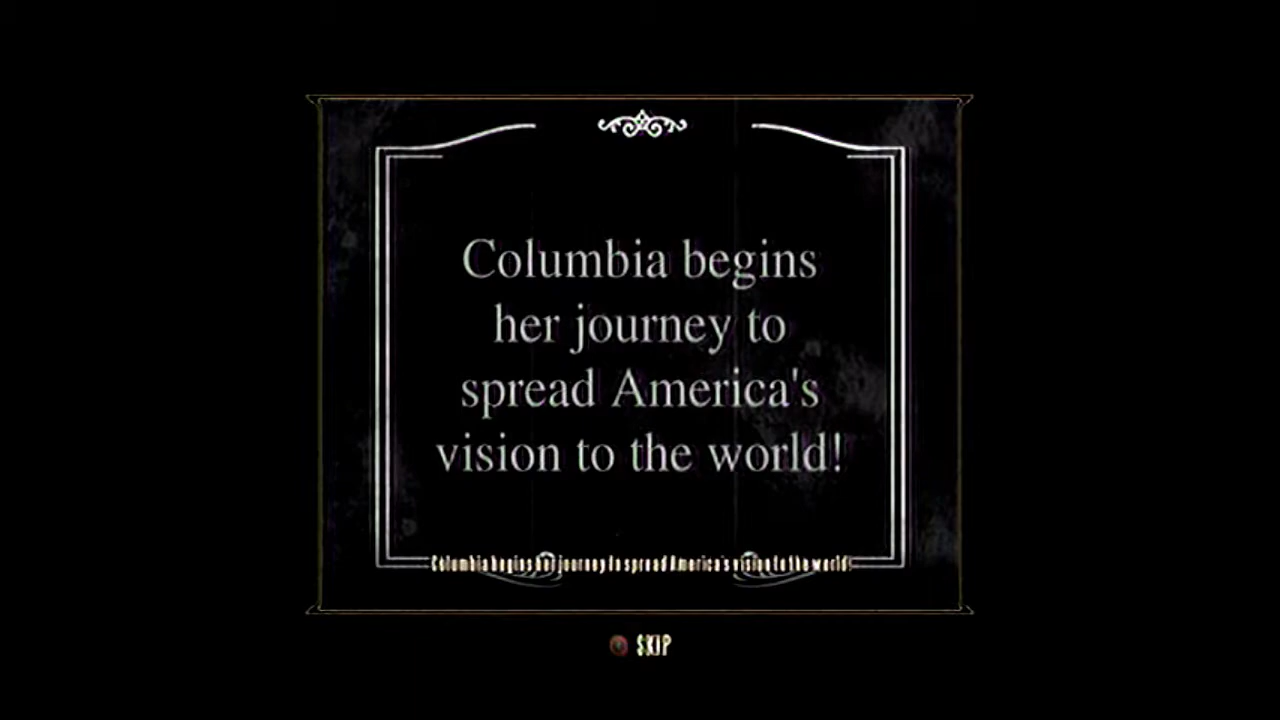 Columbia begins
her journey to
spread America's
vision to the world!
Columbia begins her journey to spread America's vision to the world!
SKIP